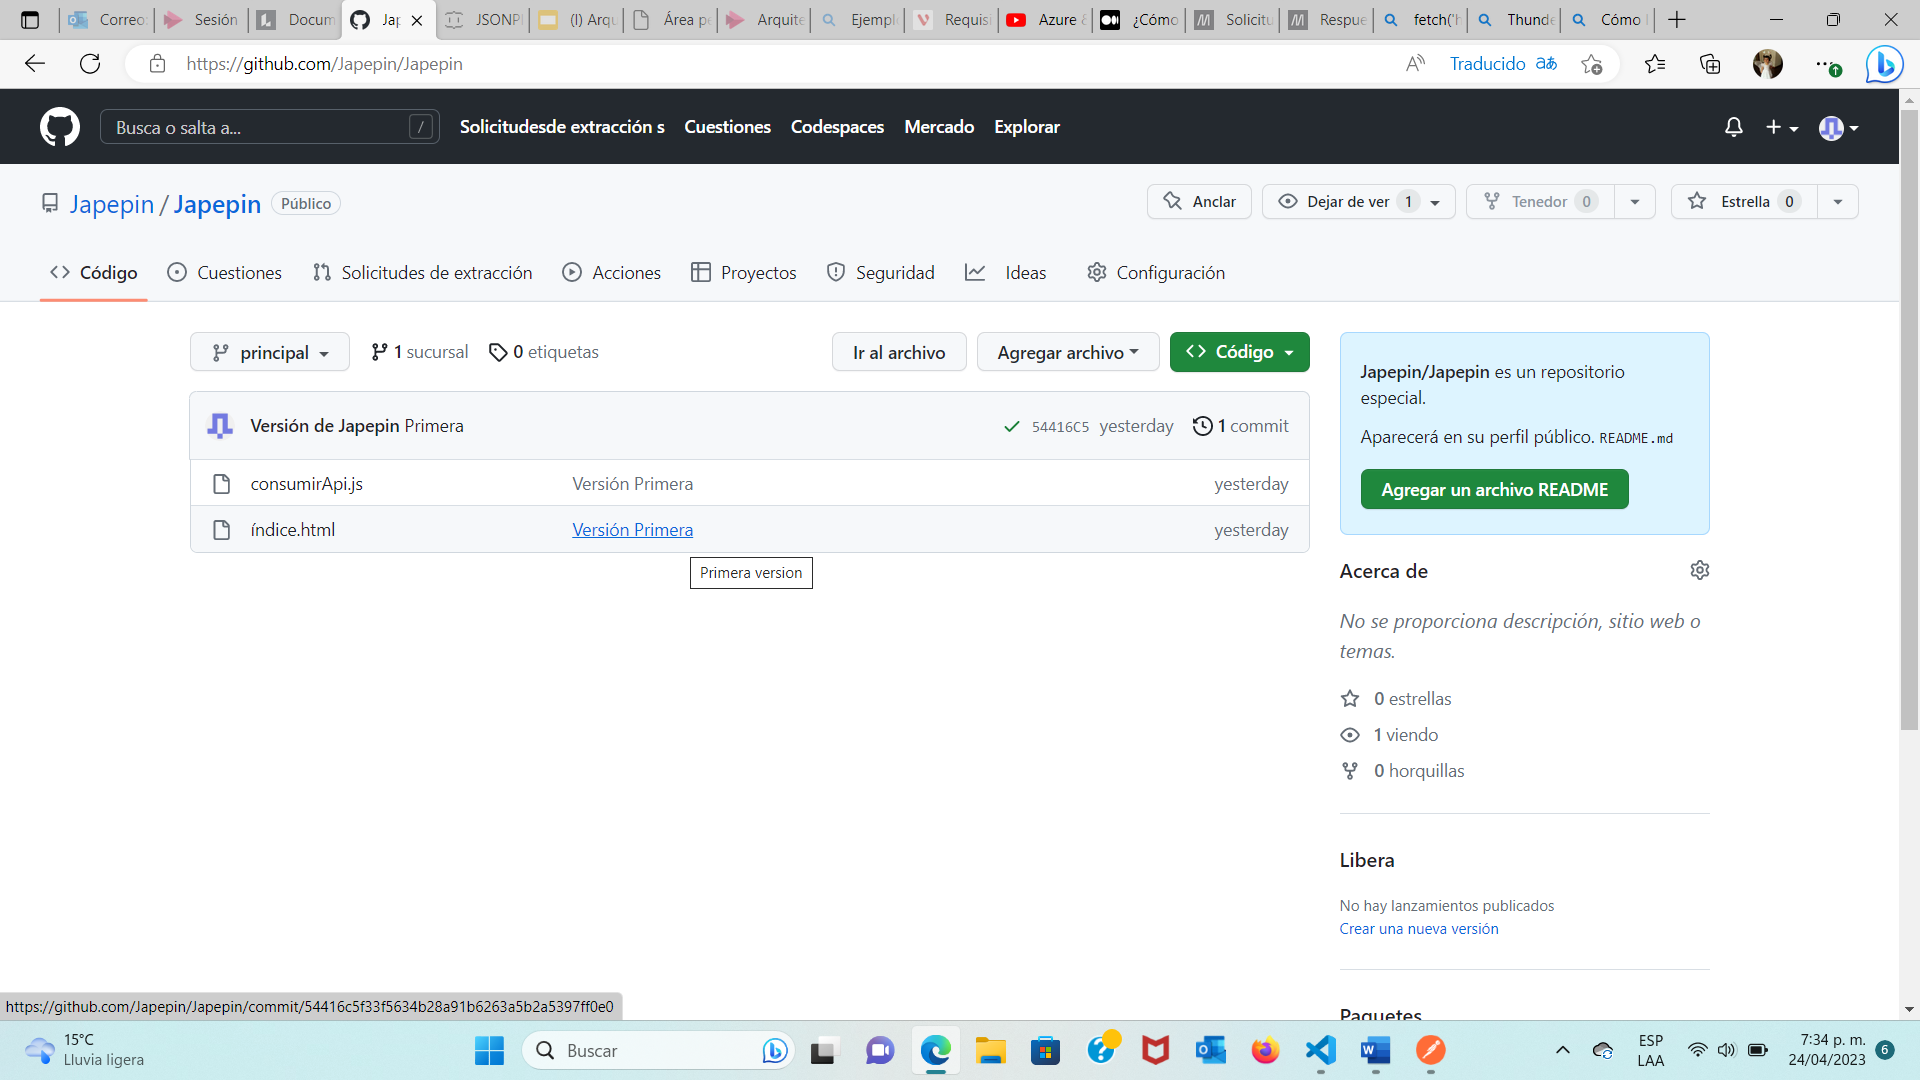 Correo:
Sesión
Docum
Jap
JSONPl
(I) Arqu
Área pe
Arquite
Ejemplo
Requisi
Azure &
¿Cómo
Solicitu
Respue
fetch('h
Thunde
Cómo
https://github.com/Japepin/Japepin
Traducido
Busca o salta a...
/
Solicitudesde extracción s
Cuestiones
Codespaces
Mercado
Explorar
Japepin / Japepin
Público
Anclar
Dejar de ver 1
Tenedor 0
Estrella 0
Código
Cuestiones
Solicitudes de extracción
Acciones
Proyectos
Seguridad
Ideas
Configuración
principal
1 sucursal
0 etiquetas
Ir al archivo
Agregar archivo
Código
Versión de Japepin Primera
54416C5 yesterday
1 commit
consumirApi.js
Versión Primera
yesterday
índice.html
Versión Primera
yesterday
Primera version
Japepin/Japepin es un repositorio
especial.
Aparecerá en su perfil público. README.md
Agregar un archivo README
Acerca de
No se proporciona descripción, sitio web o
temas.
0 estrellas
1 viendo
0 horquillas
Libera
No hay lanzamientos publicados
Crear una nueva versión
Paquetes
https://github.com/Japepin/Japepin/commit/54416c5f33f5634b28a91b6263a5b2a5397ff0e0
15°C
Lluvia ligera
Buscar
ESP
LAA
7:34 p. m.
24/04/2023
6